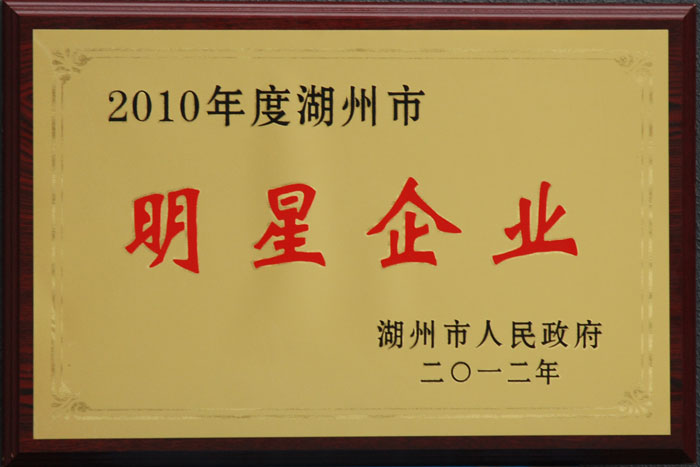 2010年度湖州市
明星企业
湖州市人民政府
二〇一二年